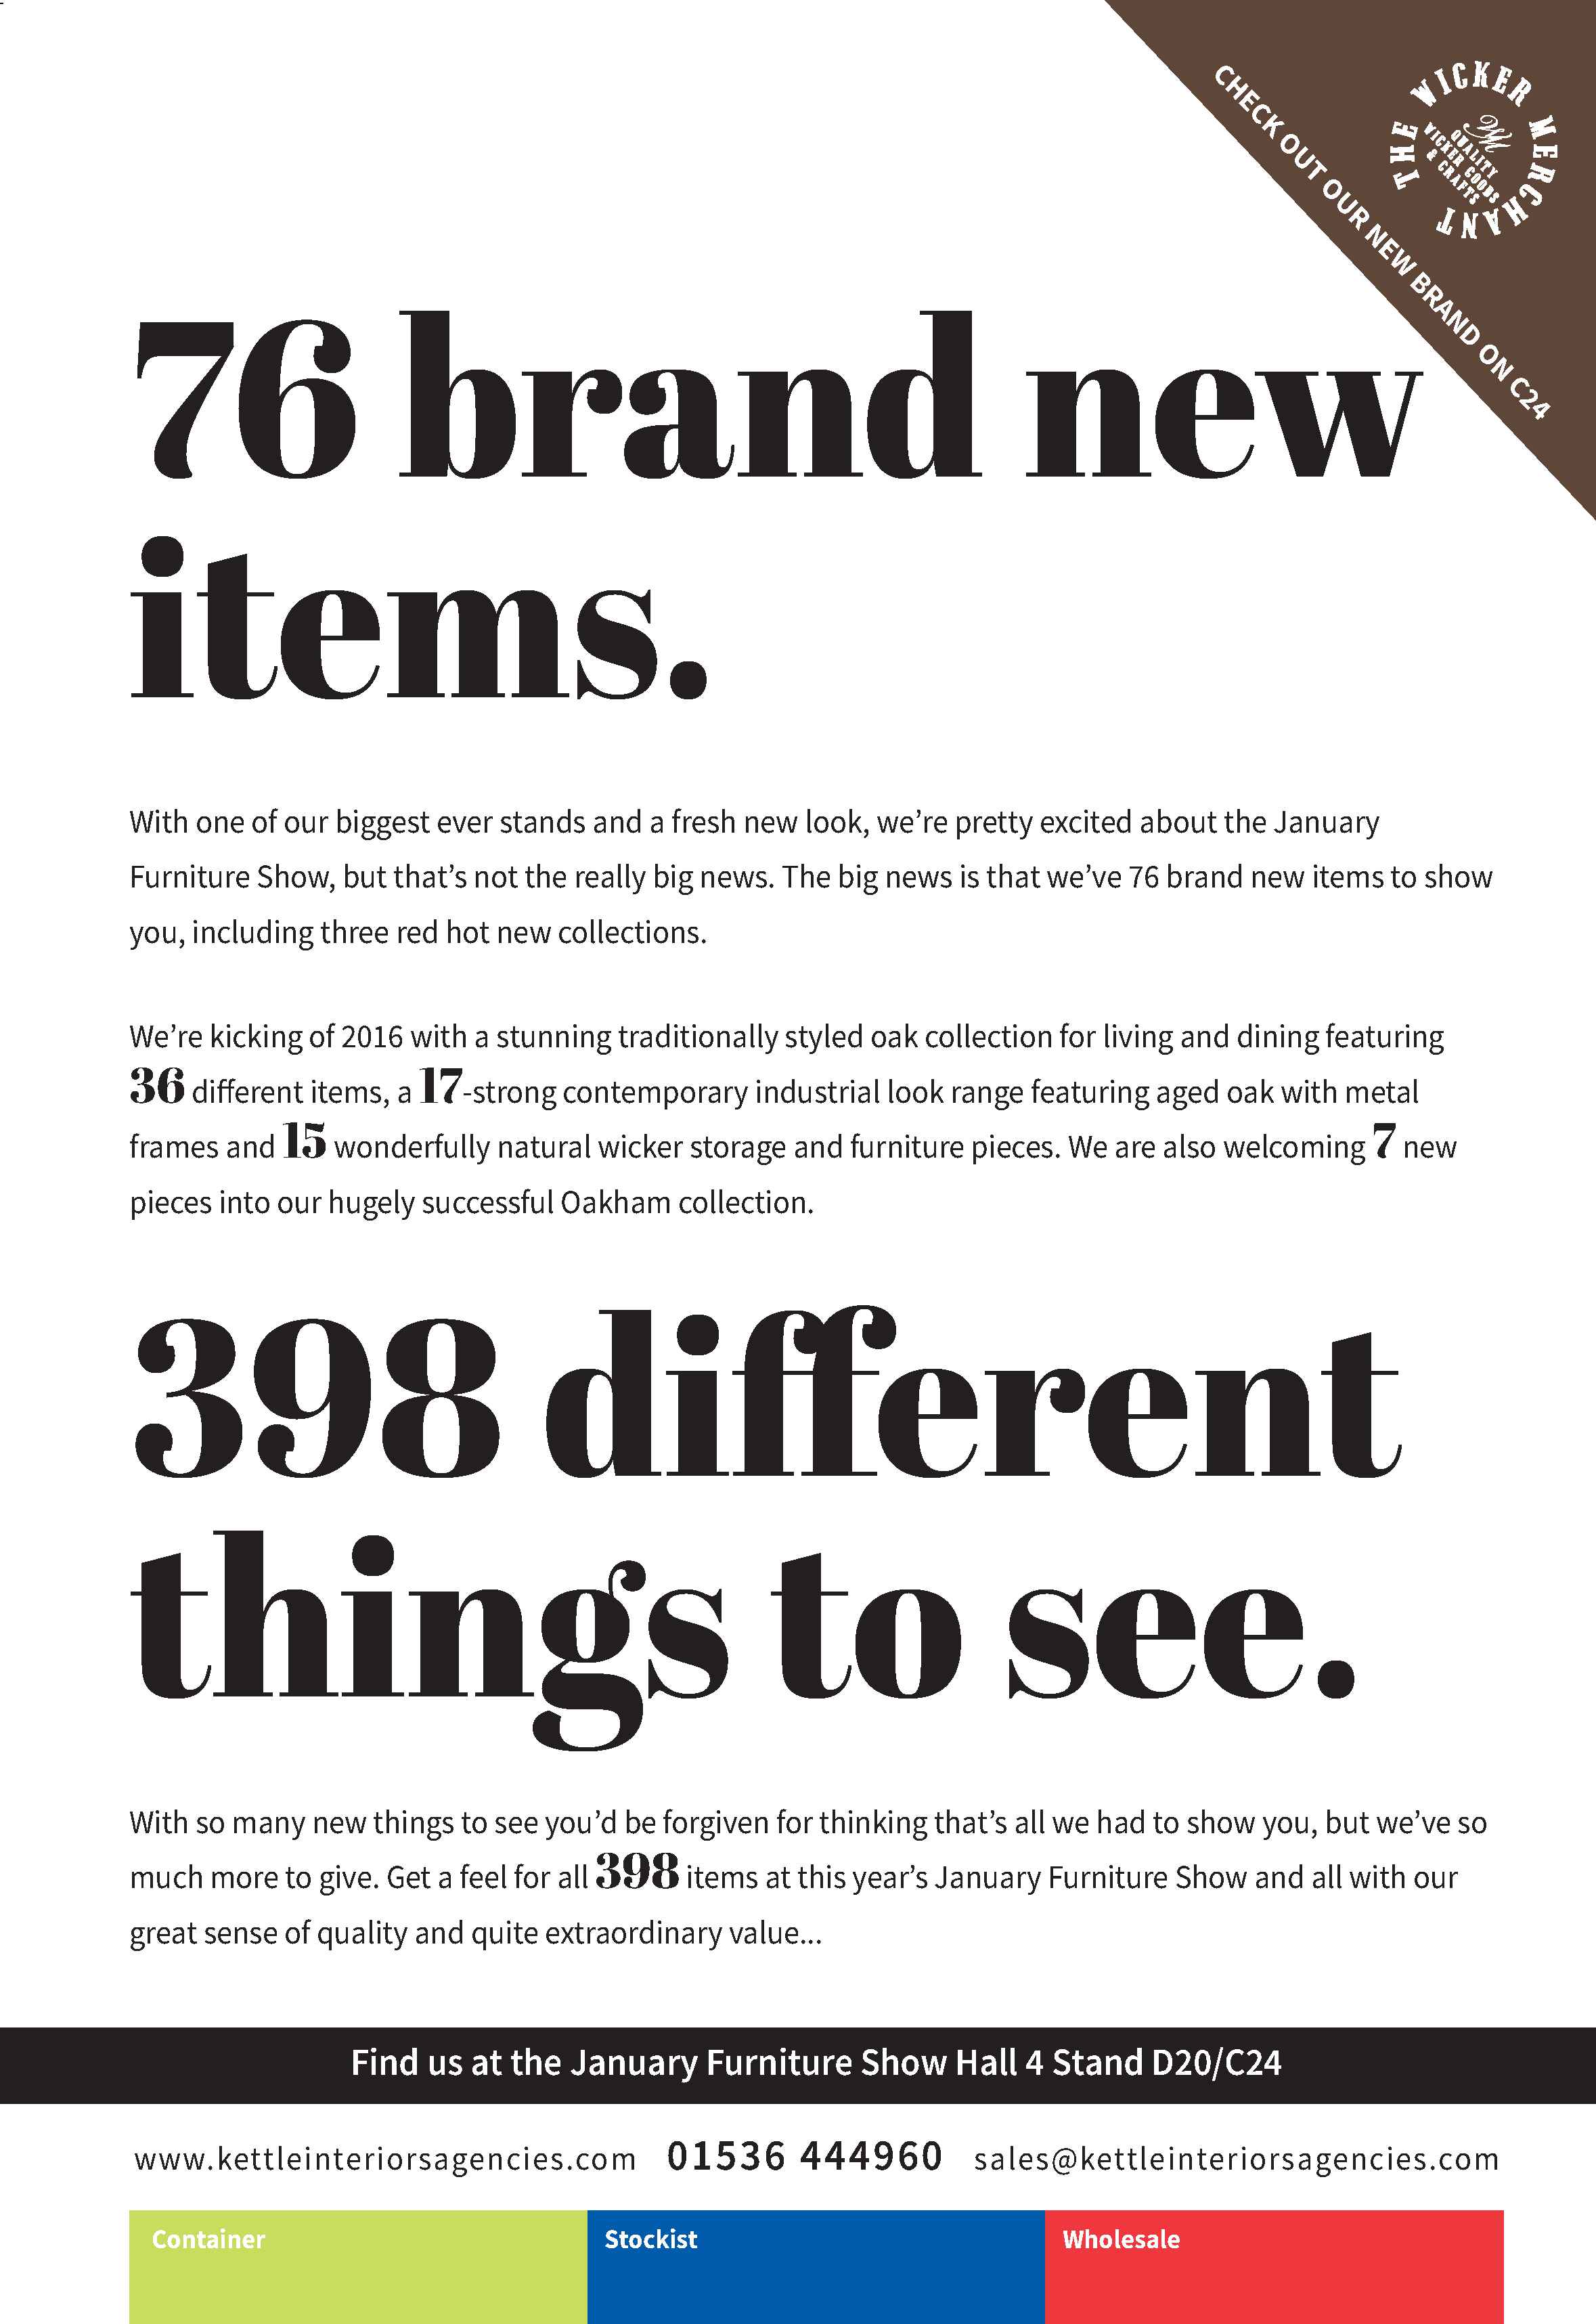 THE WICKER MERCHANT
WM
QUALITY
WICKER GOODS
& CRAFTS
CHECK OUT OUR NEW BRAND ON C24
76 brand new
items.
With one of our biggest ever stands and a fresh new look, we’re pretty excited about the January
Furniture Show, but that’s not the really big news. The big news is that we’ve 76 brand new items to show
you, including three red hot new collections.
We’re kicking of 2016 with a stunning traditionally styled oak collection for living and dining featuring
36 different items, a 17-strong contemporary industrial look range featuring aged oak with metal
frames and 15 wonderfully natural wicker storage and furniture pieces. We are also welcoming 7 new
pieces into our hugely successful Oakham collection.
398 different
things to see.
With so many new things to see you’d be forgiven for thinking that’s all we had to show you, but we’ve so
much more to give. Get a feel for all 398 items at this year’s January Furniture Show and all with our
great sense of quality and quite extraordinary value...
Find us at the January Furniture Show Hall 4 Stand D20/C24
www.kettleinteriorsagencies.com 01536 444960 sales@kettleinteriorsagencies.com
Container Stockist Wholesale